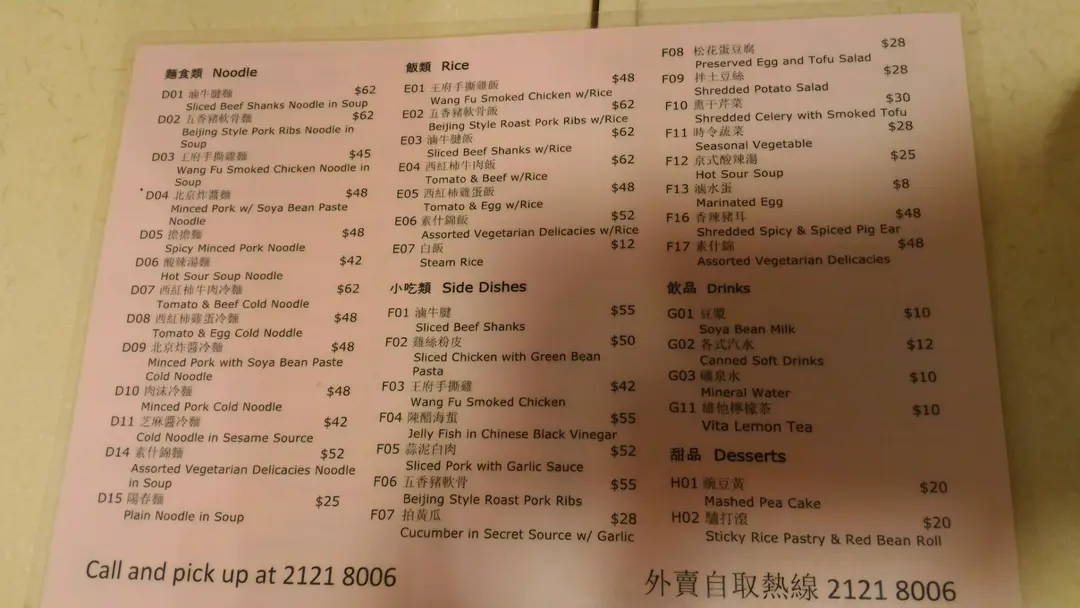 麵食類 Noodle
D01 滷牛腱麵 $62
Sliced Beef Shanks Noodle in Soup
D02 五香豬軟骨麵 $62
Beijing Style Pork Ribs Noodle in
Soup
D03 王府手撕雞麵 $45
Wang Fu Smoked Chicken Noodle in
Soup
D04 北京炸醬麵 $48
Minced Pork w/ Soya Bean Paste
Noodle
D05 擔擔麵 $48
Spicy Minced Pork Noodle
D06 酸辣湯麵 $42
Hot Sour Soup Noodle
D07 西紅柿牛肉冷麵 $62
Tomato & Beef Cold Noodle
D08 西紅柿雞蛋冷麵 $48
Tomato & Egg Cold Noddle
D09 北京炸醬冷麵 $48
Minced Pork with Soya Bean Paste
Cold Noodle
D10 肉沫冷麵 $48
Minced Pork Cold Noodle
D11 芝麻醬冷麵 $42
Cold Noodle in Sesame Source
D14 素什錦麵 $52
Assorted Vegetarian Delicacies Noodle
in Soup
D15 陽春麵 $25
Plain Noodle in Soup
飯類 Rice
E01 王府手撕雞飯 $48
Wang Fu Smoked Chicken w/Rice
E02 五香豬軟骨飯 $62
Beijing Style Roast Pork Ribs w/Rice
E03 滷牛腱飯 $62
Sliced Beef Shanks w/Rice
E04 西紅柿牛肉飯 $62
Tomato & Beef w/Rice
E05 西紅柿雞蛋飯 $48
Tomato & Egg w/Rice
E06 素什錦飯 $52
Assorted Vegetarian Delicacies w/Rice
E07 白飯 $12
Steam Rice
小吃類 Side Dishes
F01 滷牛腱 $55
Sliced Beef Shanks
F02 雞絲粉皮 $50
Sliced Chicken with Green Bean
Pasta
F03 王府手撕雞 $42
Wang Fu Smoked Chicken
F04 陳醋海蜇 $55
Jelly Fish in Chinese Black Vinegar
F05 蒜泥白肉 $52
Sliced Pork with Garlic Sauce
F06 五香豬軟骨 $55
Beijing Style Roast Pork Ribs
F07 拍黃瓜 $28
Cucumber in Secret Source w/ Garlic
F08 松花蛋豆腐 $28
Preserved Egg and Tofu Salad
F09 拌土豆絲 $28
Shredded Potato Salad
F10 熏干芹菜 $30
Shredded Celery with Smoked Tofu
F11 時令蔬菜 $28
Seasonal Vegetable
F12 京式酸辣湯 $25
Hot Sour Soup
F13 滷水蛋 $8
Marinated Egg
F16 香辣豬耳 $48
Shredded Spicy & Spiced Pig Ear
F17 素什錦 $48
Assorted Vegetarian Delicacies
飲品 Drinks
G01 豆漿 $10
Soya Bean Milk
G02 各式汽水 $12
Canned Soft Drinks
G03 礦泉水 $10
Mineral Water
G11 維他檸檬茶 $10
Vita Lemon Tea
甜品 Desserts
H01 豌豆黃 $20
Mashed Pea Cake
H02 驢打滾 $20
Sticky Rice Pastry & Red Bean Roll
Call and pick up at 2121 8006
外賣自取熱線 2121 8006